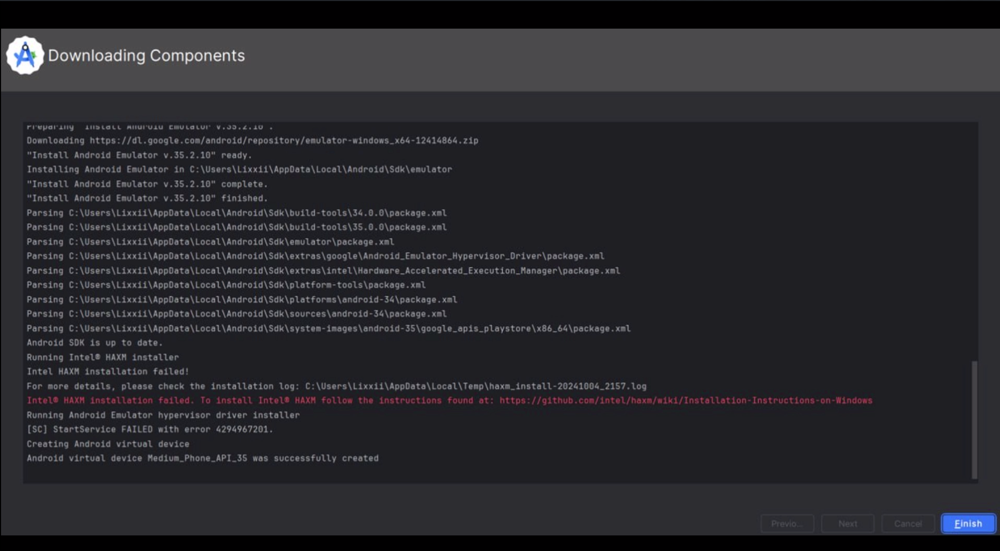 Downloading Components
Preparing "Install Android Emulator v.35.2.10".
Downloading https://dl.google.com/android/repository/emulator-windows_x64-12414864.zip
"Install Android Emulator v.35.2.10" ready.
Installing Android Emulator in C:\Users\Lixxii\AppData\Local\Android\Sdk\emulator
"Install Android Emulator v.35.2.10" complete.
"Install Android Emulator v.35.2.10" finished.
Parsing C:\Users\Lixxii\AppData\Local\Android\Sdk\build-tools\34.0.0\package.xml
Parsing C:\Users\Lixxii\AppData\Local\Android\Sdk\build-tools\35.0.0\package.xml
Parsing C:\Users\Lixxii\AppData\Local\Android\Sdk\emulator\package.xml
Parsing C:\Users\Lixxii\AppData\Local\Android\Sdk\extras\google\Android_Emulator_Hypervisor_Driver\package.xml
Parsing C:\Users\Lixxii\AppData\Local\Android\Sdk\extras\intel\Hardware_Accelerated_Execution_Manager\package.xml
Parsing C:\Users\Lixxii\AppData\Local\Android\Sdk\platform-tools\package.xml
Parsing C:\Users\Lixxii\AppData\Local\Android\Sdk\platforms\android-34\package.xml
Parsing C:\Users\Lixxii\AppData\Local\Android\Sdk\sources\android-34\package.xml
Parsing C:\Users\Lixxii\AppData\Local\Android\Sdk\system-images\android-35\google_apis_playstore\x86_64\package.xml
Android SDK is up to date.
Running Intel® HAXM installer
Intel HAXM installation failed!
For more details, please check the installation log: C:\Users\Lixxii\AppData\Local\Temp\haxm_install-20241004_2157.log
Intel® HAXM installation failed. To install Intel® HAXM follow the instructions found at: https://github.com/intel/haxm/wiki/Installation-Instructions-on-Windows
Running Android Emulator hypervisor driver installer
[SC] StartService FAILED with error 4294967201.
Creating Android virtual device
Android virtual device Medium_Phone_API_35 was successfully created
Previo... Next Cancel Finish